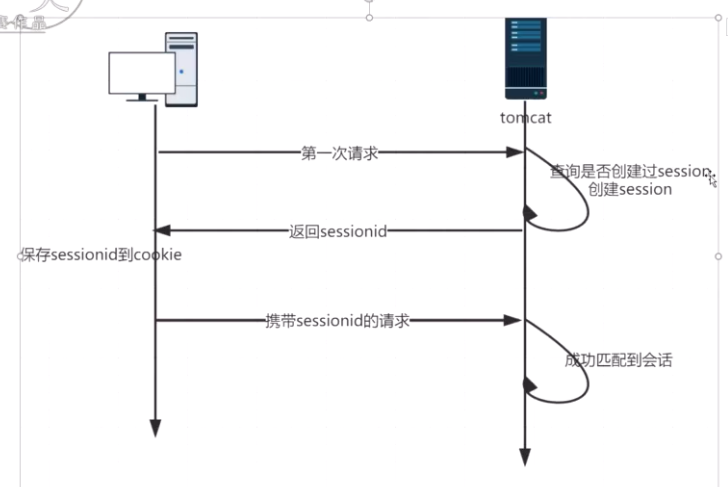 tomcat
第一次请求
查询是否创建过session,
创建session
返回sessionid
保存sessionid到cookie
携带sessionid的请求
成功匹配到会话